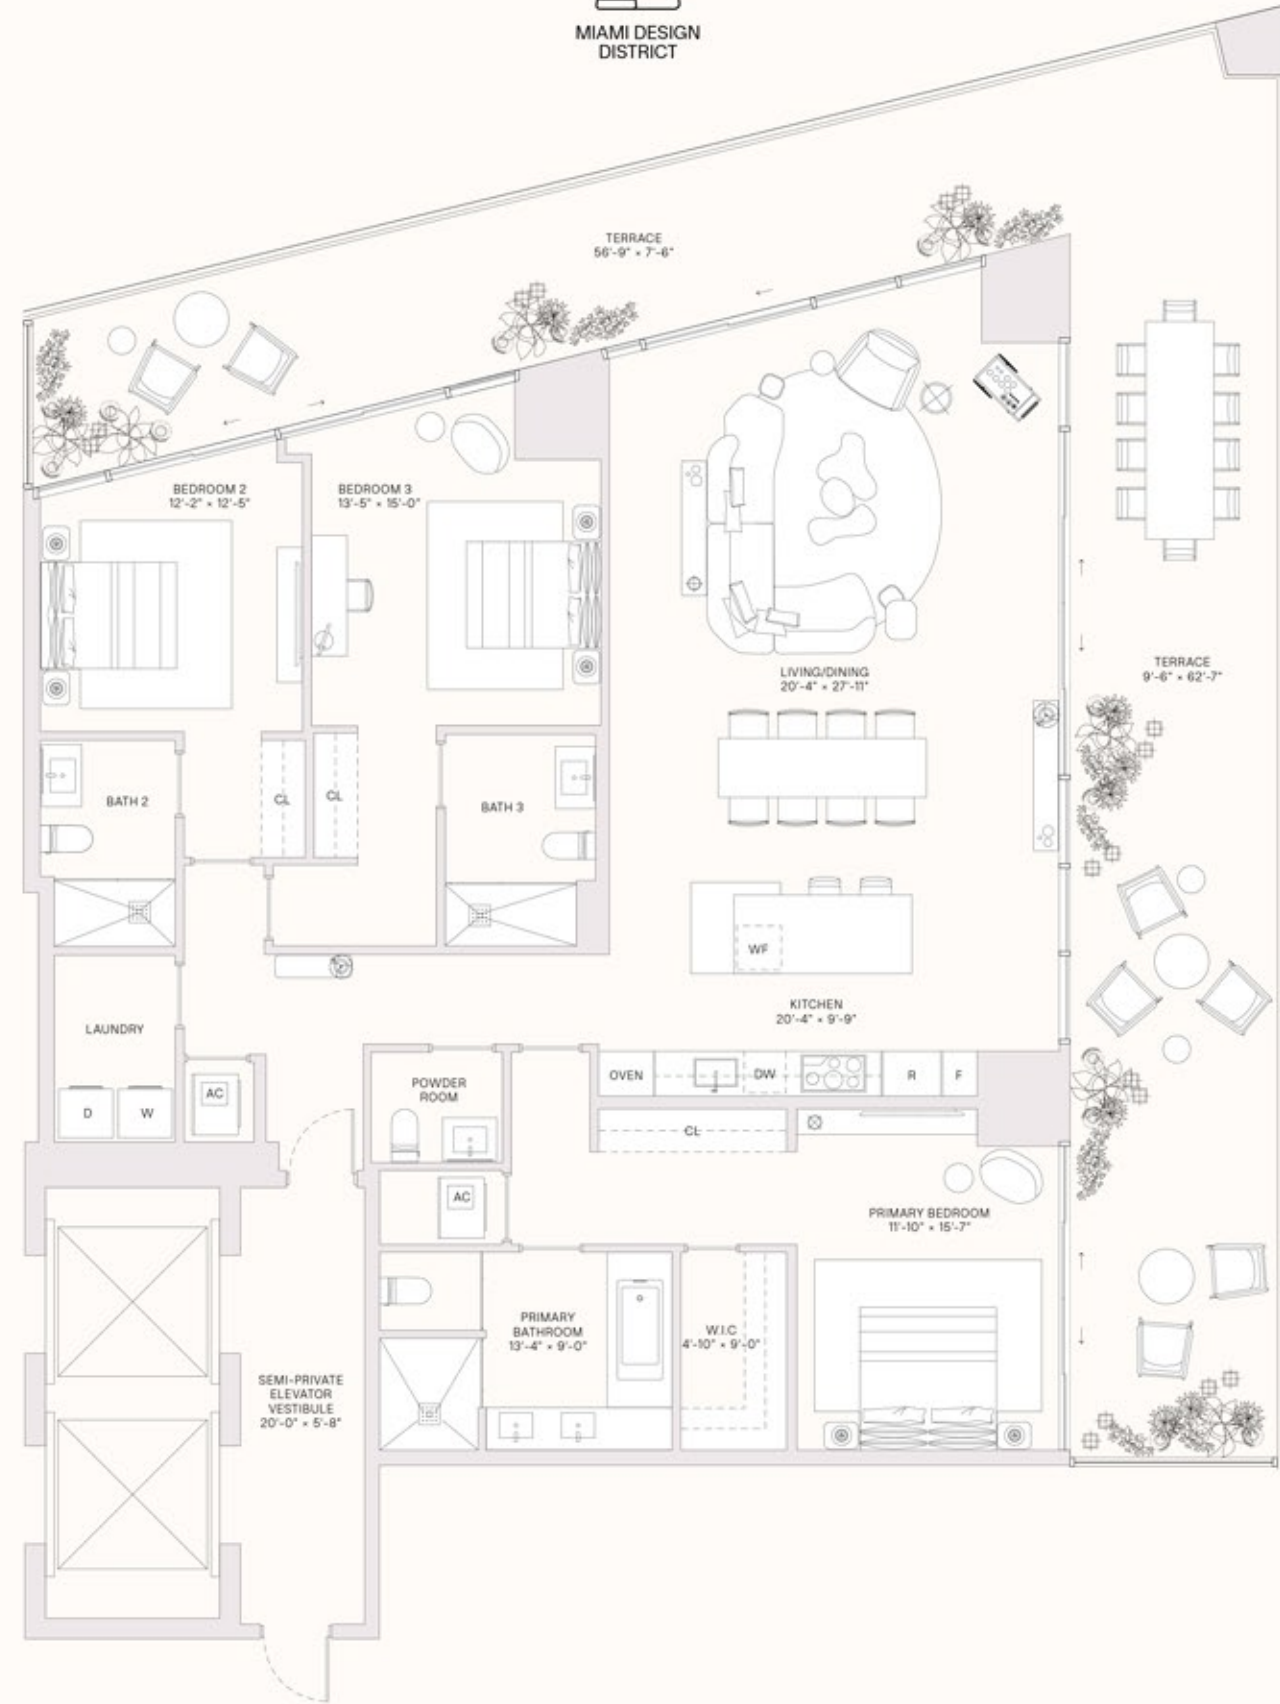 MIAMI DESIGN
DISTRICT
TERRACE
56'-9" × 7'-6"
BEDROOM 2
12'-2" × 12'-5"
BEDROOM 3
13'-5" × 15'-0"
LIVING/DINING
20'-4" × 27'-11"
TERRACE
9'-6" × 62'-7"
BATH 2
CL
CL
BATH 3
WF
KITCHEN
20'-4" × 9'-9"
LAUNDRY
D
W
AC
POWDER
ROOM
OVEN
DW
R
F
CL
AC
PRIMARY BEDROOM
11'-10" × 15'-7"
PRIMARY
BATHROOM
13'-4" × 9'-0"
W.I.C
4'-10" × 9'-0"
SEMI-PRIVATE
ELEVATOR
VESTIBULE
20'-0" × 5'-8"